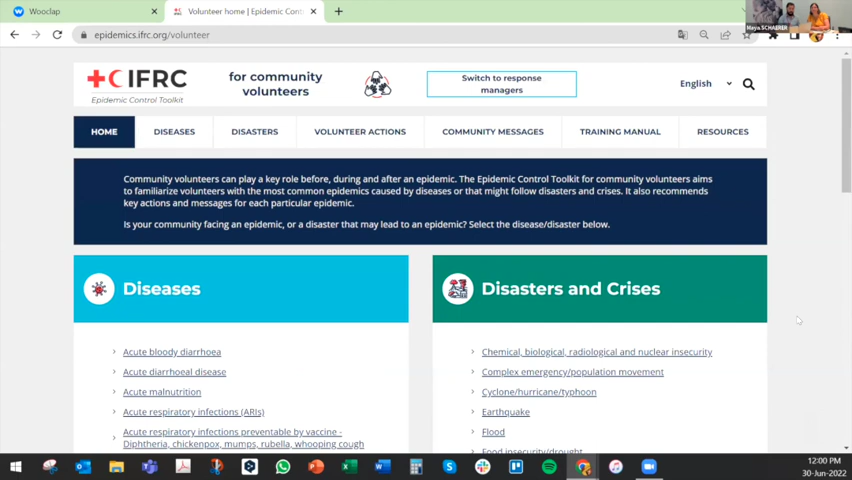 Wooclap
Volunteer home | Epidemic Cont
epidemics.ifrc.org/volunteer
Maya SCHAERER
IFRC
Epidemic Control Toolkit
for community
volunteers
Switch to response
managers
English
HOME
DISEASES
DISASTERS
VOLUNTEER ACTIONS
COMMUNITY MESSAGES
TRAINING MANUAL
RESOURCES
Community volunteers can play a key role before, during and after an epidemic. The Epidemic Control Toolkit for community volunteers aims
to familiarize volunteers with the most common epidemics caused by diseases or that might follow disasters and crises. It also recommends
key actions and messages for each particular epidemic.
Is your community facing an epidemic, or a disaster that may lead to an epidemic? Select the disease/disaster below.
Diseases
Acute bloody diarrhoea
Acute diarrhoeal disease
Acute malnutrition
Acute respiratory infections (ARIs)
Acute respiratory infections preventable by vaccine -
Diphtheria, chickenpox, mumps, rubella, whooping cough
Disasters and Crises
Chemical, biological, radiological and nuclear insecurity
Complex emergency/population movement
Cyclone/hurricane/typhoon
Earthquake
Flood
Food insecurity/drought
12:00 PM
30-Jun-2022